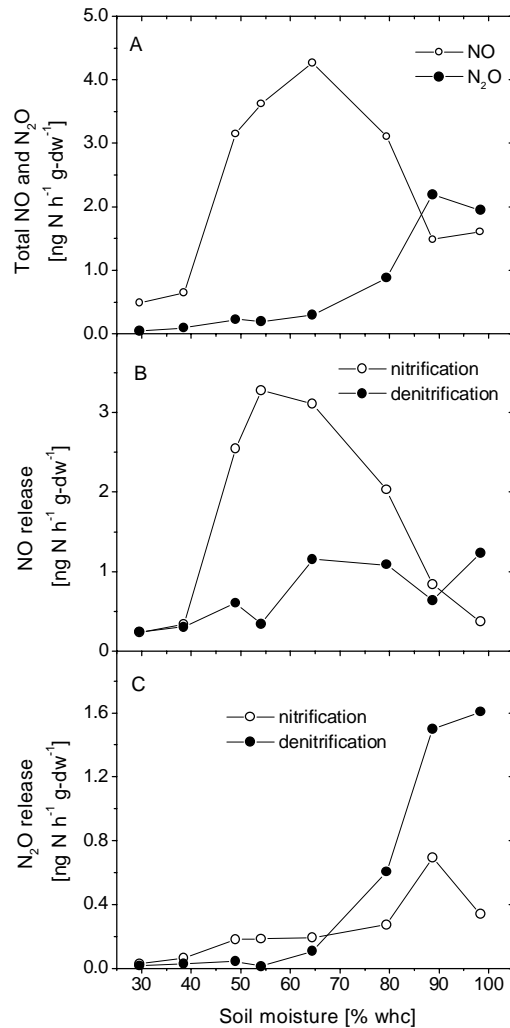 A
NO
N₂O
5.0
4.0
3.0
2.0
1.0
0.0
Total NO and N₂O
[ng N h⁻¹ g-dw⁻¹]
B
nitrification
denitrification
3
2
1
0
NO release
[ng N h⁻¹ g-dw⁻¹]
C
nitrification
denitrification
1.6
1.2
0.8
0.4
0.0
N₂O release
[ng N h⁻¹ g-dw⁻¹]
30 40 50 60 70 80 90 100
Soil moisture [% whc]